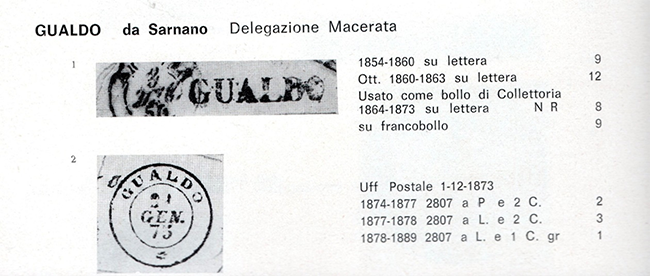 GUALDO da Sarnano Delegazione Macerata
1
GUALDO
1854-1860 su lettera 9
Ott. 1860-1863 su lettera 12
Usato come bollo di Collettoria
1864-1873 su lettera N R 8
su francobollo 9
2
GUALDO
21
GEN.
75
Uff Postale 1-12-1873
1874-1877 2807 a P e 2 C. 2
1877-1878 2807 a L. e 2 C. 3
1878-1889 2807 a L. e 1 C. gr 1